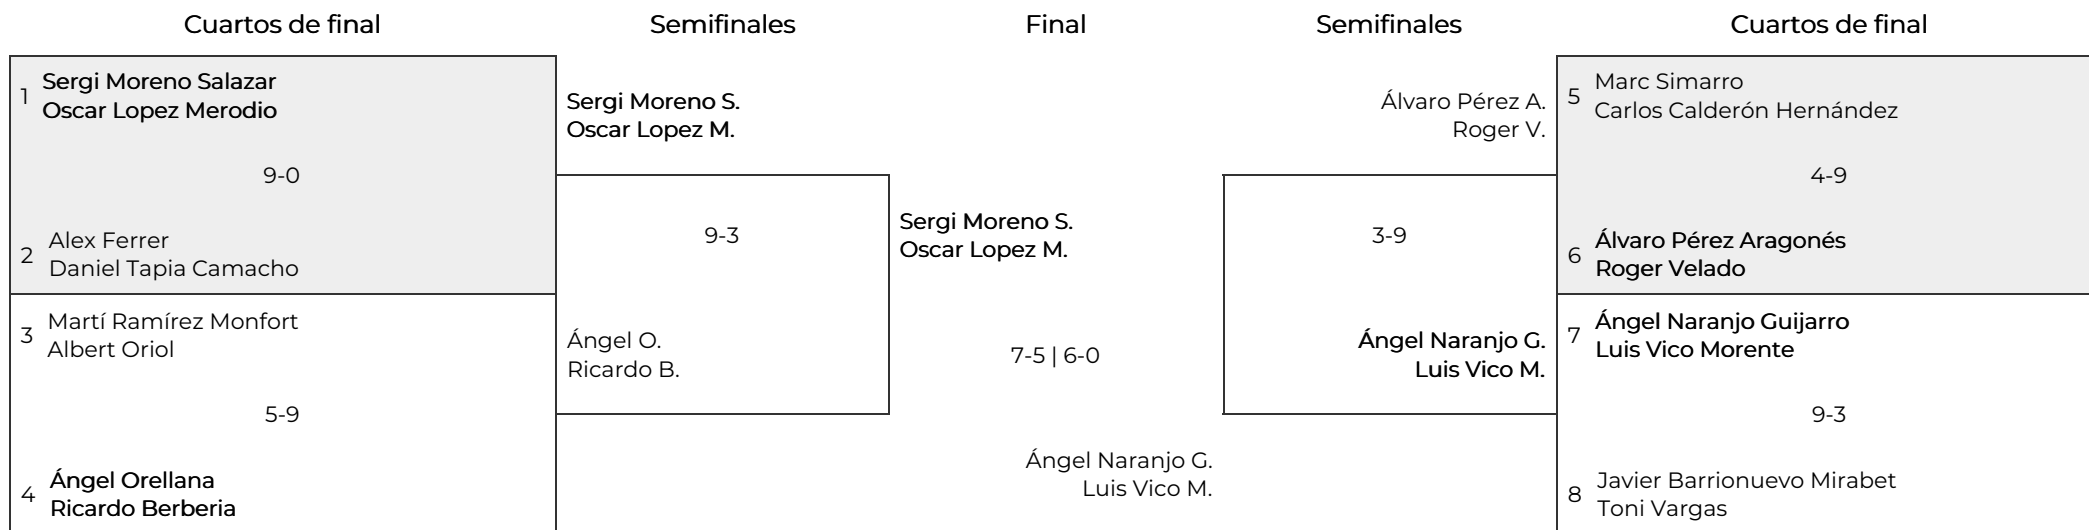 Cuartos de final
Semifinales
Final
Semifinales
Cuartos de final
1
Sergi Moreno Salazar
Oscar Lopez Merodio
9-0
2
Alex Ferrer
Daniel Tapia Camacho
3
Martí Ramírez Monfort
Albert Oriol
5-9
4
Ángel Orellana
Ricardo Berberia
Sergi Moreno S.
Oscar Lopez M.
9-3
Ángel O.
Ricardo B.
Sergi Moreno S.
Oscar Lopez M.
7-5 | 6-0
Ángel Naranjo G.
Luis Vico M.
Álvaro Pérez A.
Roger V.
3-9
Ángel Naranjo G.
Luis Vico M.
5
Marc Simarro
Carlos Calderón Hernández
4-9
6
Álvaro Pérez Aragonés
Roger Velado
7
Ángel Naranjo Guijarro
Luis Vico Morente
9-3
8
Javier Barrionuevo Mirabet
Toni Vargas